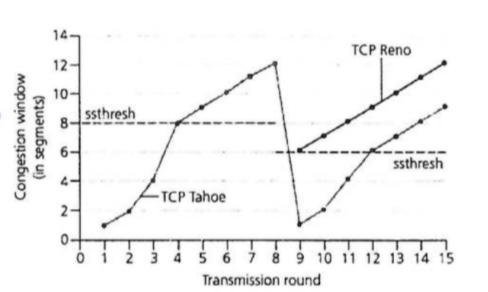 14
12
10
8
6
4
2
0
Congestion window
(in segments)
ssthresh
TCP Tahoe
TCP Reno
ssthresh
0 1 2 3 4 5 6 7 8 9 10 11 12 13 14 15
Transmission round